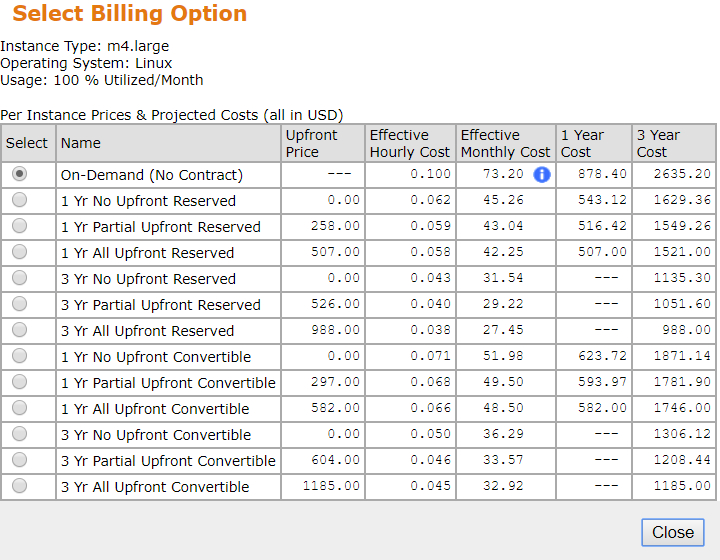 Select Billing Option
Instance Type: m4.large
Operating System: Linux
Usage: 100 % Utilized/Month
Per Instance Prices & Projected Costs (all in USD)
Select Name Upfront Price Effective Hourly Cost Effective Monthly Cost 1 Year Cost 3 Year Cost
On-Demand (No Contract) --- 0.100 73.20 i 878.40 2635.20
1 Yr No Upfront Reserved 0.00 0.062 45.26 543.12 1629.36
1 Yr Partial Upfront Reserved 258.00 0.059 43.04 516.42 1549.26
1 Yr All Upfront Reserved 507.00 0.058 42.25 507.00 1521.00
3 Yr No Upfront Reserved 0.00 0.043 31.54 --- 1135.30
3 Yr Partial Upfront Reserved 526.00 0.040 29.22 --- 1051.60
3 Yr All Upfront Reserved 988.00 0.038 27.45 --- 988.00
1 Yr No Upfront Convertible 0.00 0.071 51.98 623.72 1871.14
1 Yr Partial Upfront Convertible 297.00 0.068 49.50 593.97 1781.90
1 Yr All Upfront Convertible 582.00 0.066 48.50 582.00 1746.00
3 Yr No Upfront Convertible 0.00 0.050 36.29 --- 1306.12
3 Yr Partial Upfront Convertible 604.00 0.046 33.57 --- 1208.44
3 Yr All Upfront Convertible 1185.00 0.045 32.92 --- 1185.00
Close